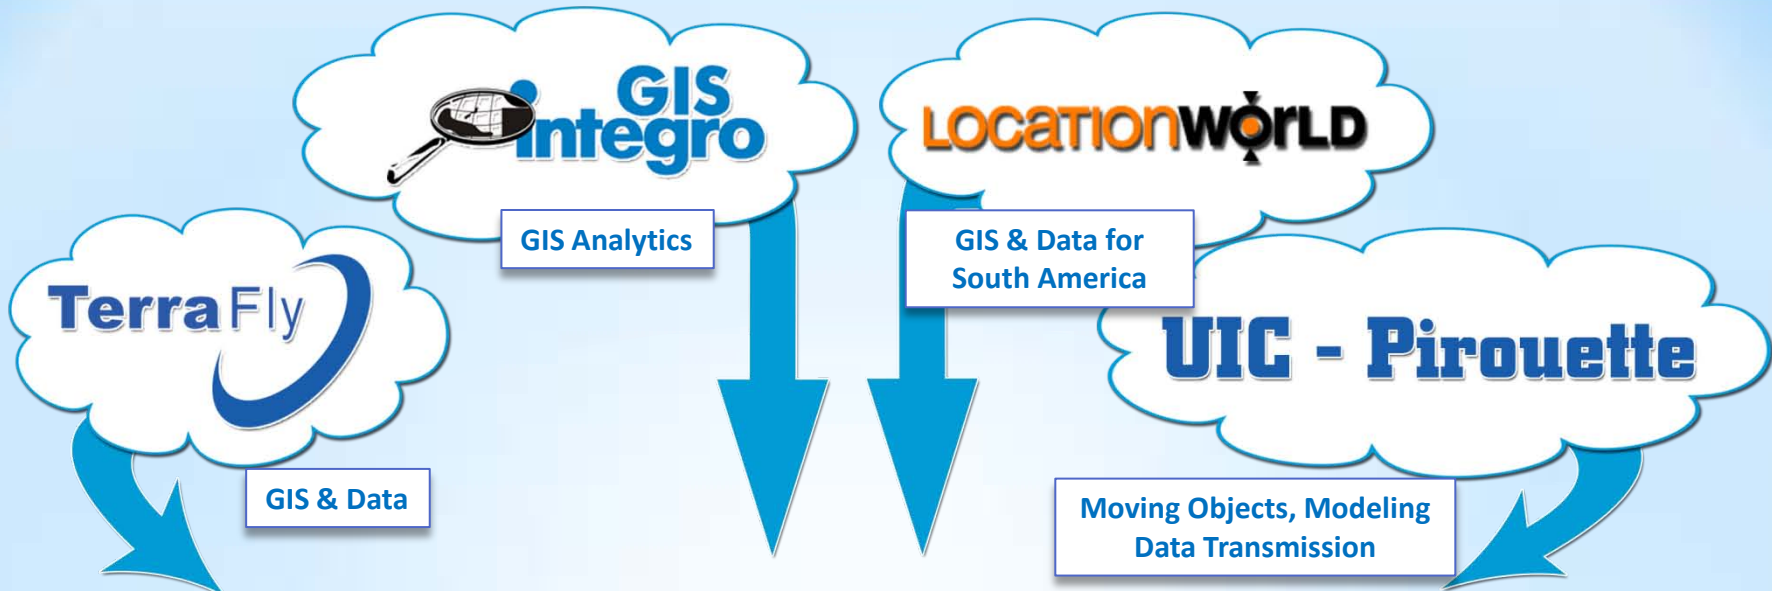 GIS
integro
LOCATIONWORLD
GIS Analytics
GIS & Data for
South America
TerraFly
UIC - Pirouette
GIS & Data
Moving Objects, Modeling
Data Transmission